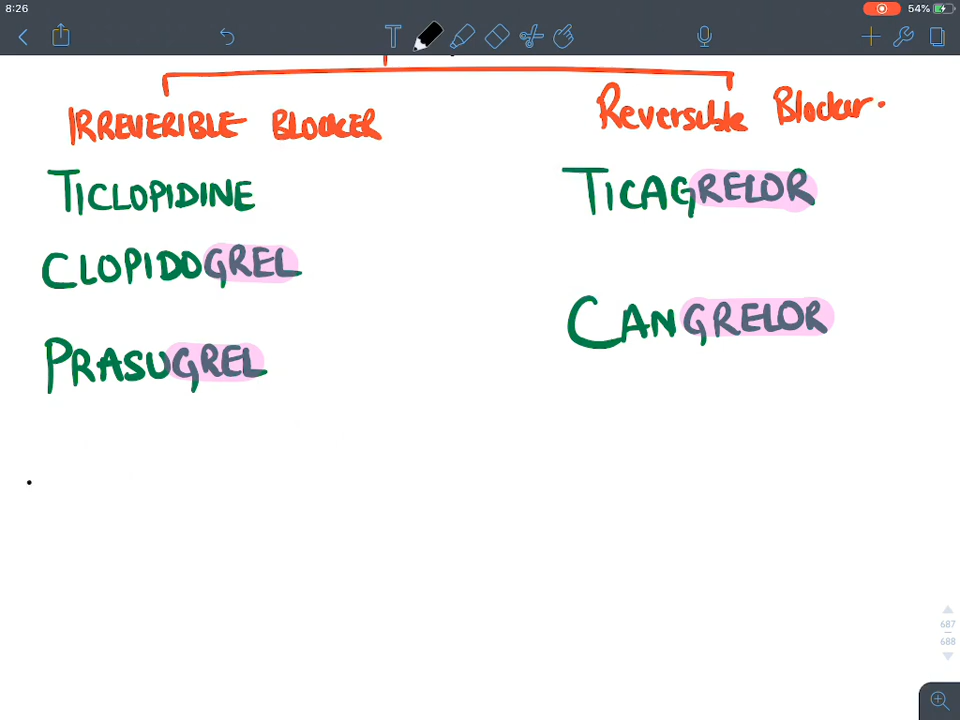 8:26
54%
T
IRREVERIBLE BLOCKER
Reversible Blocker.
TICLOPIDINE
TICAGRELOR
CLOPIDOGREL
CANGRELOR
PRASUGREL
687
688